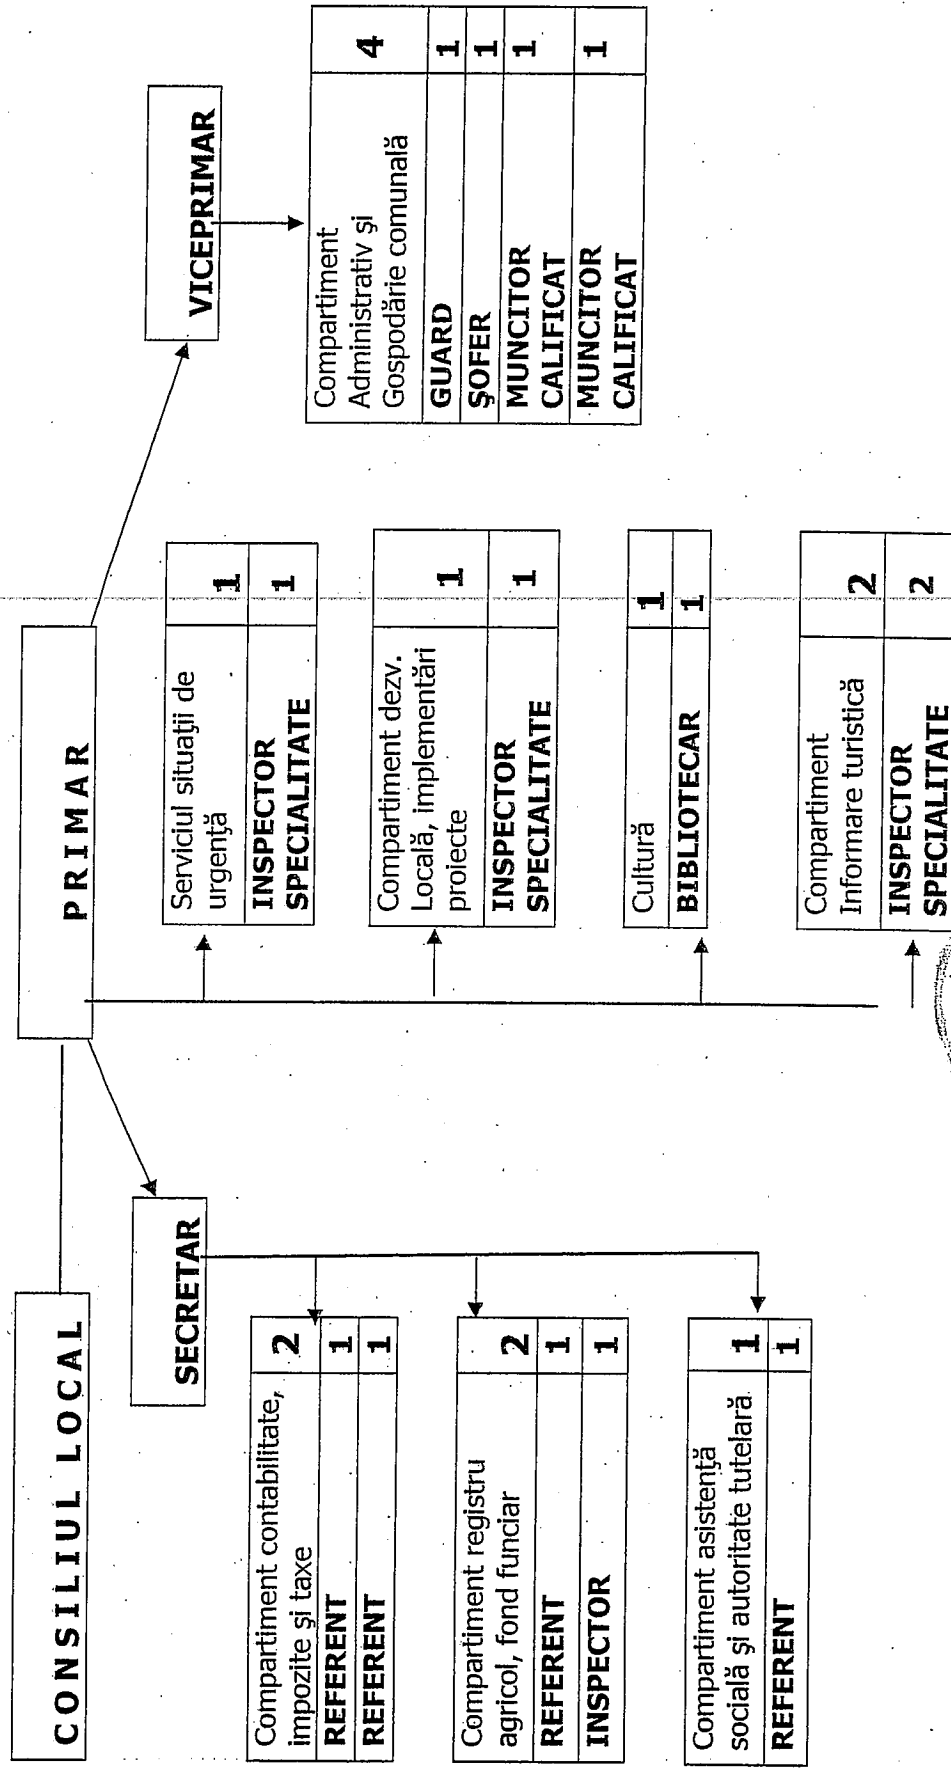 CONSILIUL LOCAL
PRIMAR
SECRETAR
VICEPRIMAR
Compartiment contabilitate, 2
impozite şi taxe
REFERENT 1
REFERENT 1
Compartiment registru 2
agricol, fond funciar
REFERENT 1
INSPECTOR 1
Compartiment asistenţă 1
socială şi autoritate tutelară
REFERENT 1
Serviciul situaţii de 1
urgenţă
INSPECTOR 1
SPECIALITATE
Compartiment dezv. 1
Locală, implementări
proiecte
INSPECTOR 1
SPECIALITATE
Cultură 1
BIBLIOTECAR 1
Compartiment 2
Informare turistică
INSPECTOR 2
SPECIALITATE
Compartiment 4
Administrativ şi
Gospodărie comunală
GUARD 1
ŞOFER 1
MUNCITOR 1
CALIFICAT
MUNCITOR 1
CALIFICAT